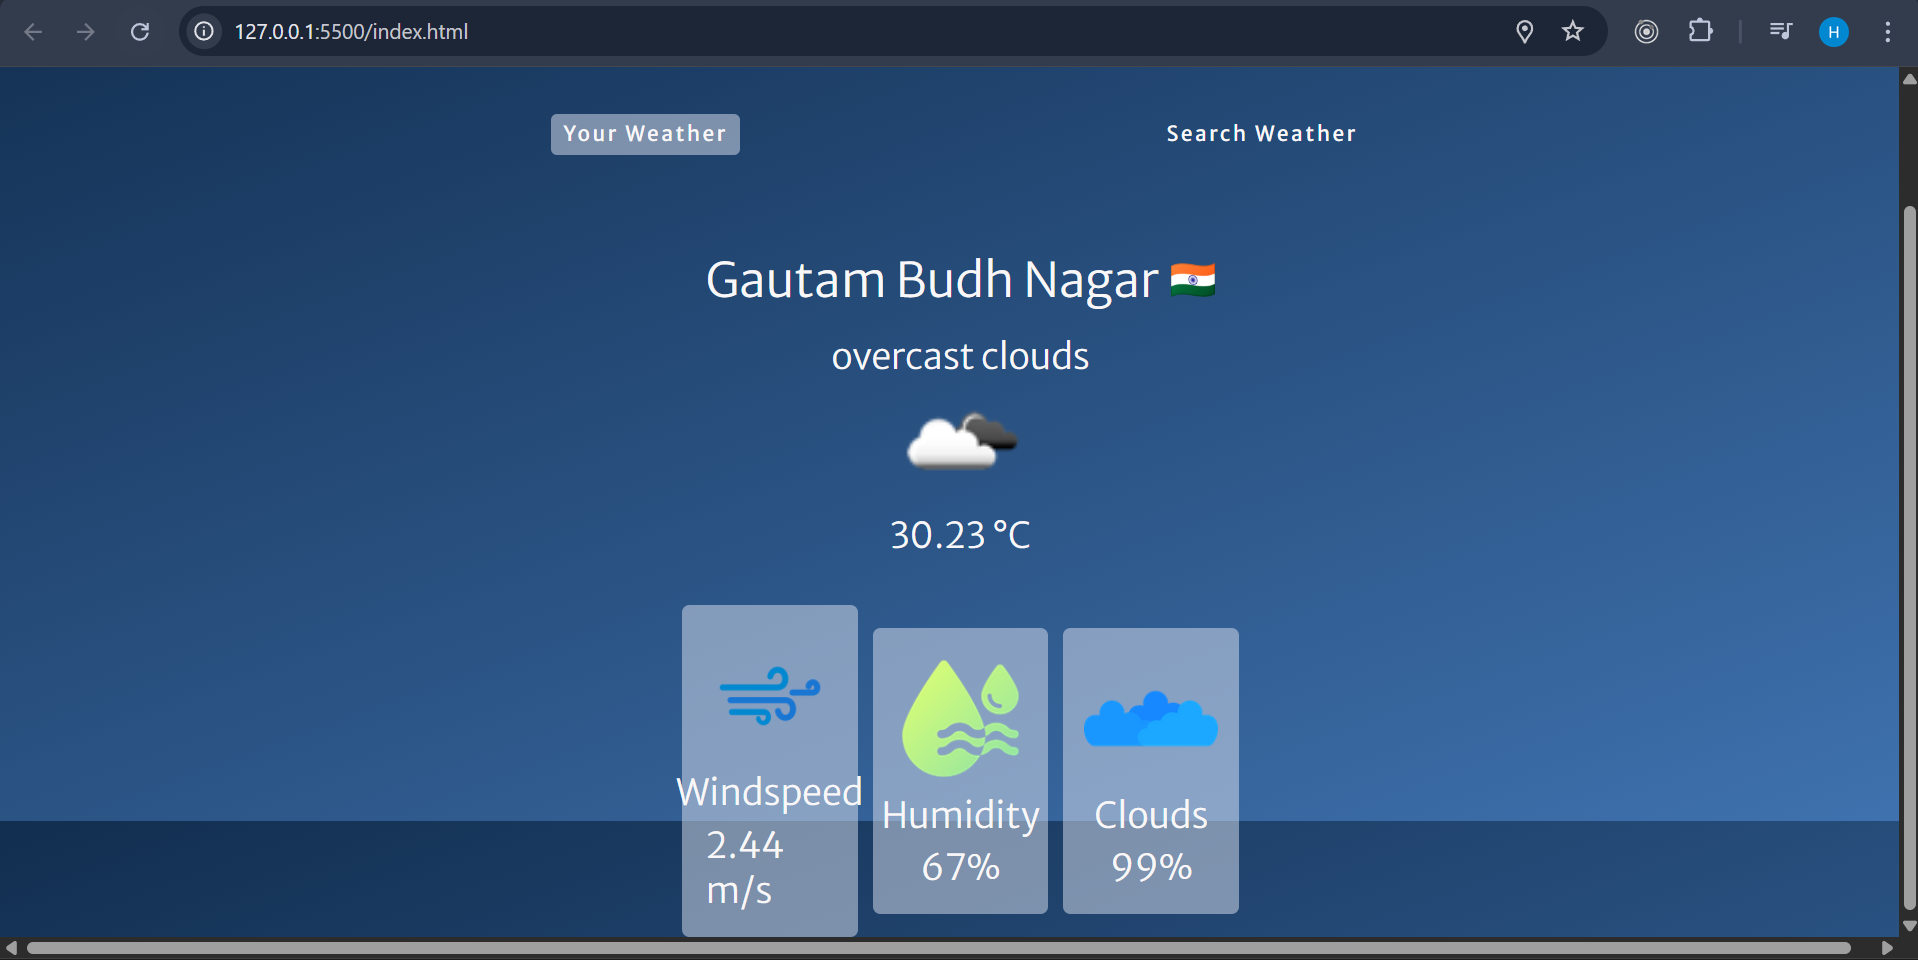 127.0.0.1:5500/index.html
H
Your Weather
Search Weather
Gautam Budh Nagar
overcast clouds
30.23 °C
Windspeed
2.44
m/s
Humidity
67%
Clouds
99%